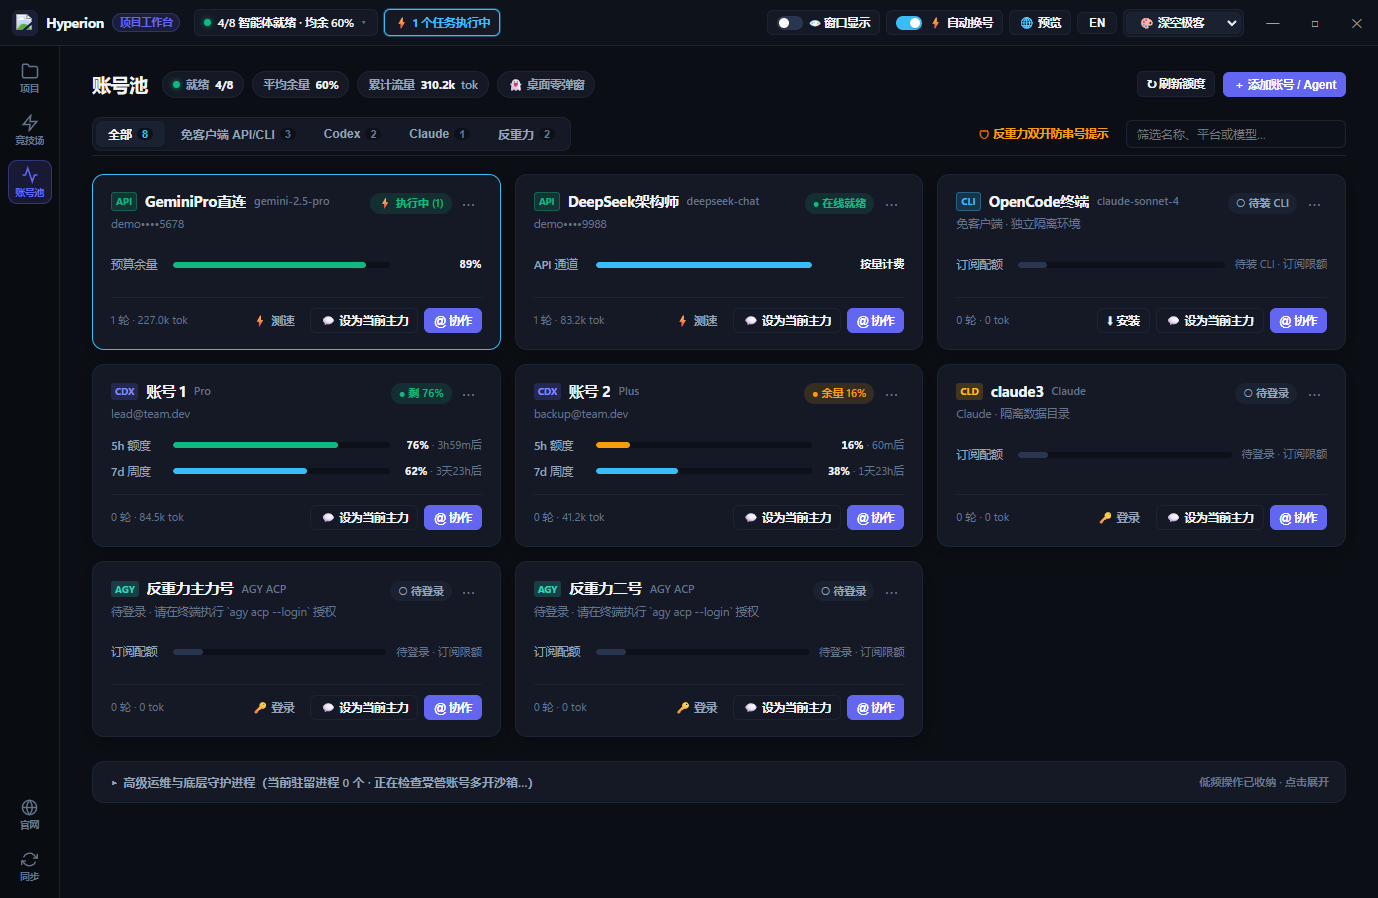 Hyperion 项目工作台 4/8 智能体就绪 · 均余 60% 1 个任务执行中 窗口显示 自动换号 预览 EN 深空极客
项目
竞技场
账号池
官网
同步
账号池 就绪 4/8 平均余量 60% 累计流量 310.2k tok 桌面零弹窗 刷新额度 + 添加账号 / Agent
全部 8 免客户端 API/CLI 3 Codex 2 Claude 1 反重力 2 反重力双开防串号提示 筛选名称、平台或模型...
API GeminiPro直连 gemini-2.5-pro 执行中 (1) ...
demo••••5678
预算余量 89%
1 轮 · 227.0k tok 测速 设为当前主力 @ 协作
API DeepSeek架构师 deepseek-chat 在线就绪 ...
demo••••9988
API 通道 按量计费
1 轮 · 83.2k tok 测速 设为当前主力 @ 协作
CLI OpenCode终端 claude-sonnet-4 待装 CLI ...
免客户端 · 独立隔离环境
订阅配额 待装 CLI · 订阅限额
0 轮 · 0 tok 安装 设为当前主力 @ 协作
CDX 账号 1 Pro 剩 76% ...
lead@team.dev
5h 额度 76% · 3h59m后
7d 周度 62% · 3天23h后
0 轮 · 84.5k tok 设为当前主力 @ 协作
CDX 账号 2 Plus 余量 16% ...
backup@team.dev
5h 额度 16% · 60m后
7d 周度 38% · 1天23h后
0 轮 · 41.2k tok 设为当前主力 @ 协作
CLD claude3 Claude 待登录 ...
Claude · 隔离数据目录
订阅配额 待登录 · 订阅限额
0 轮 · 0 tok 登录 设为当前主力 @ 协作
AGY 反重力主力号 AGY ACP 待登录 ...
待登录 · 请在终端执行 `agy acp --login` 授权
订阅配额 待登录 · 订阅限额
0 轮 · 0 tok 登录 设为当前主力 @ 协作
AGY 反重力二号 AGY ACP 待登录 ...
待登录 · 请在终端执行 `agy acp --login` 授权
订阅配额 待登录 · 订阅限额
0 轮 · 0 tok 登录 设为当前主力 @ 协作
高级运维与底层守护进程（当前驻留进程 0 个 · 正在检查受管账号多开沙箱...） 低频操作已收纳 · 点击展开